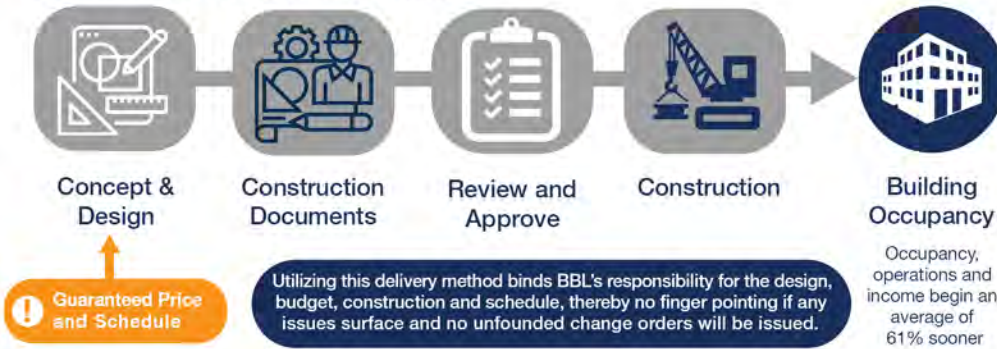 Concept &
Design
Construction
Documents
Review and
Approve
Construction
Building
Occupancy
Occupancy,
operations and
income begin an
average of
61% sooner
! Guaranteed Price
and Schedule
Utilizing this delivery method binds BBL's responsibility for the design,
budget, construction and schedule, thereby no finger pointing if any
issues surface and no unfunded change orders will be issued.